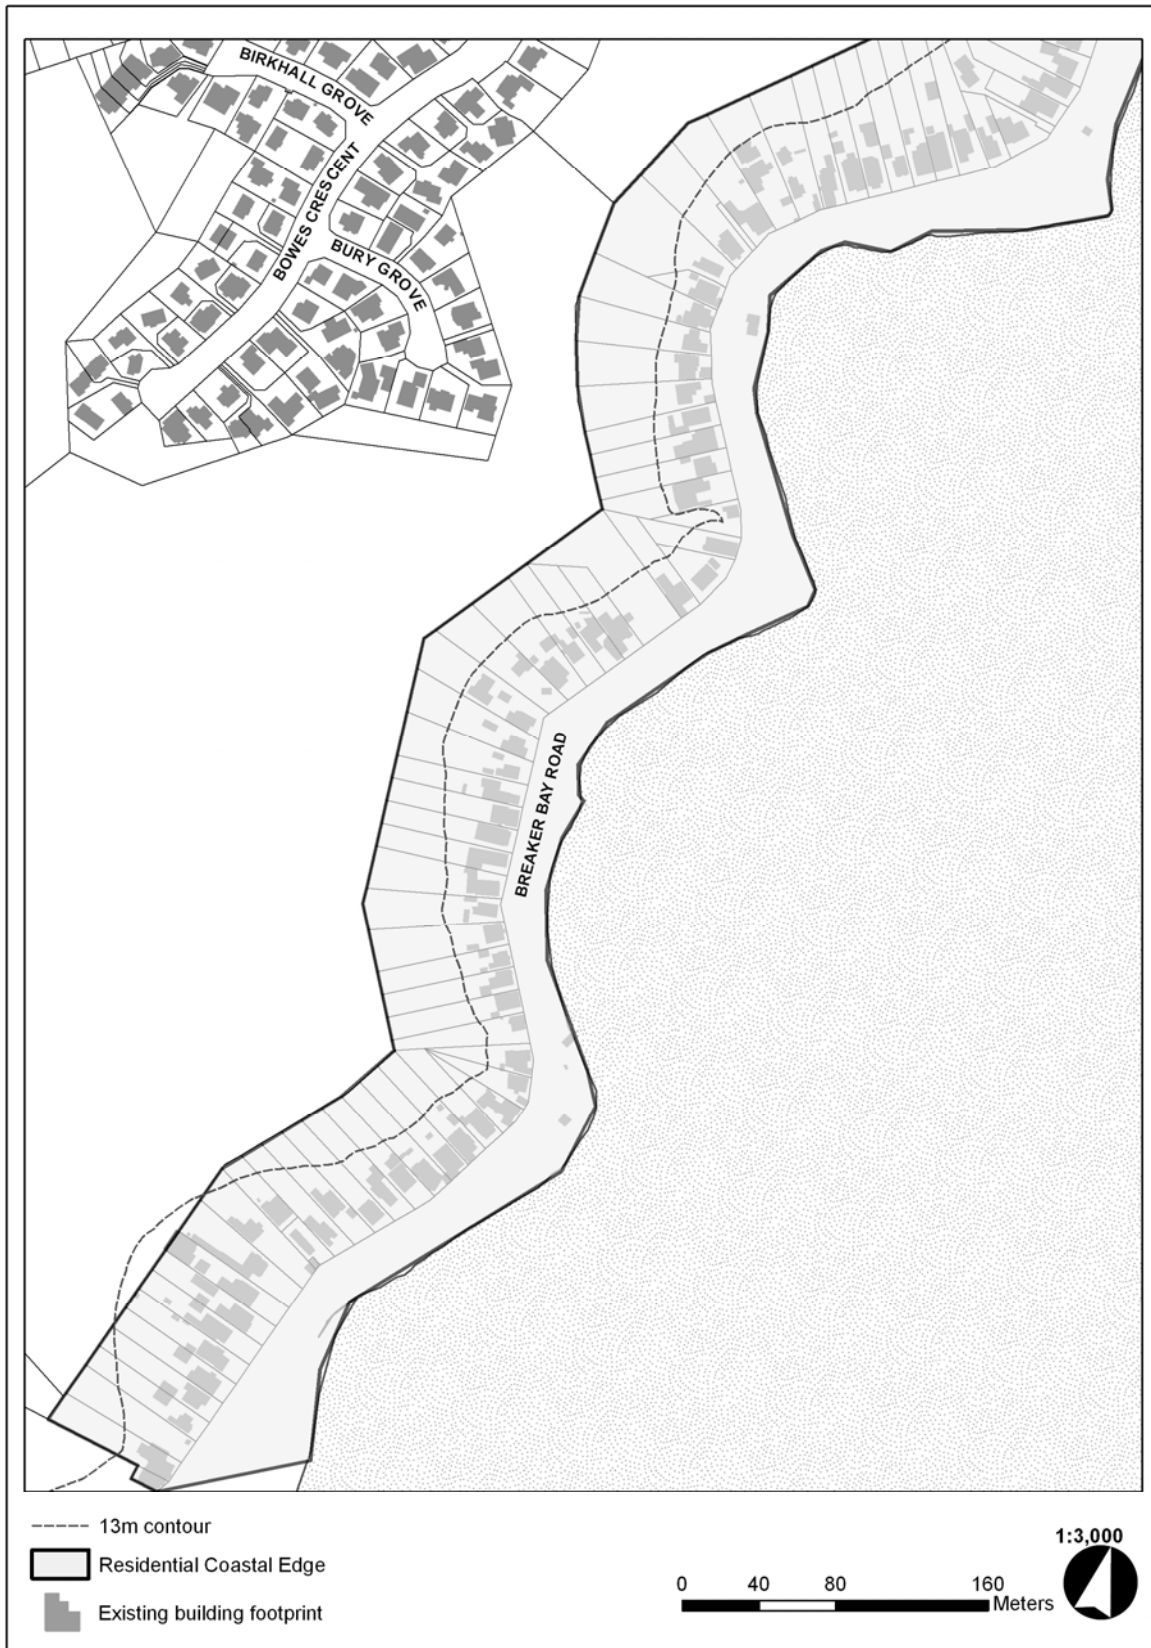 BIRKHALL GROVE
BOWES CRESCENT
BURY GROVE
BREAKER BAY ROAD
13m contour
Residential Coastal Edge
Existing building footprint
1:3,000
0 40 80 160
Meters